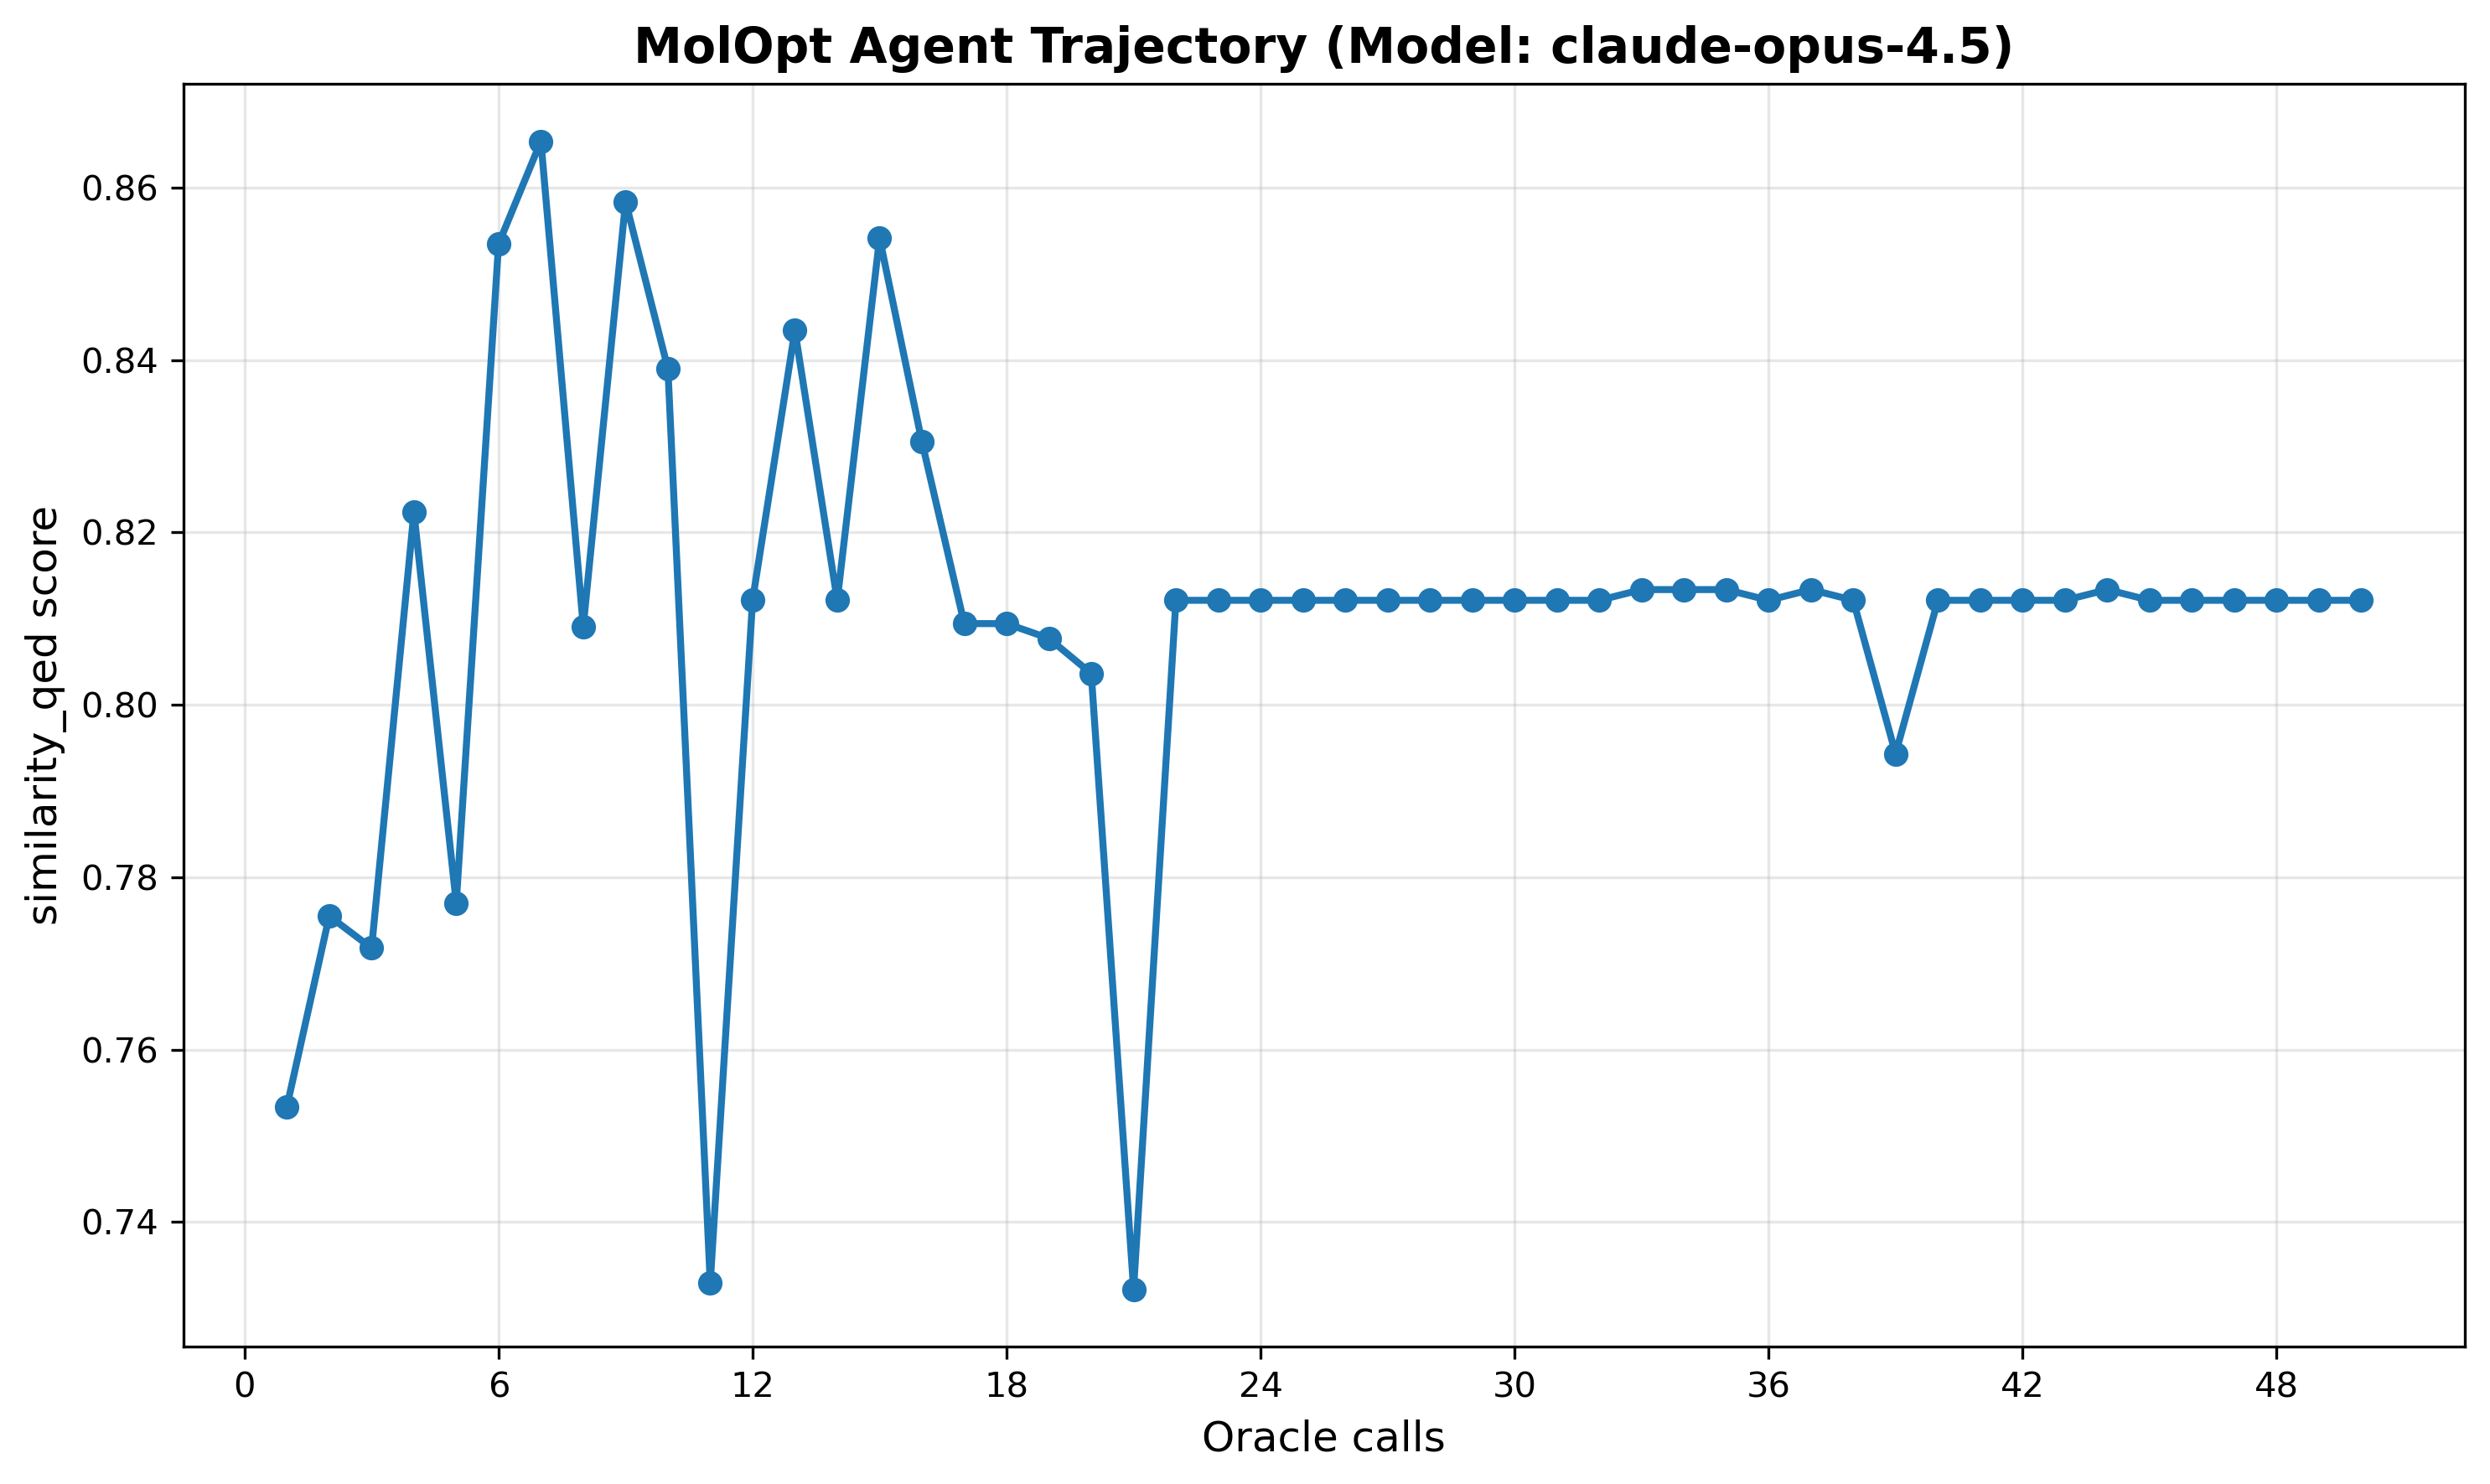 MolOpt Agent Trajectory (Model: claude-opus-4.5)
similarity_qed score
0.86
0.84
0.82
0.80
0.78
0.76
0.74
0 6 12 18 24 30 36 42 48
Oracle calls